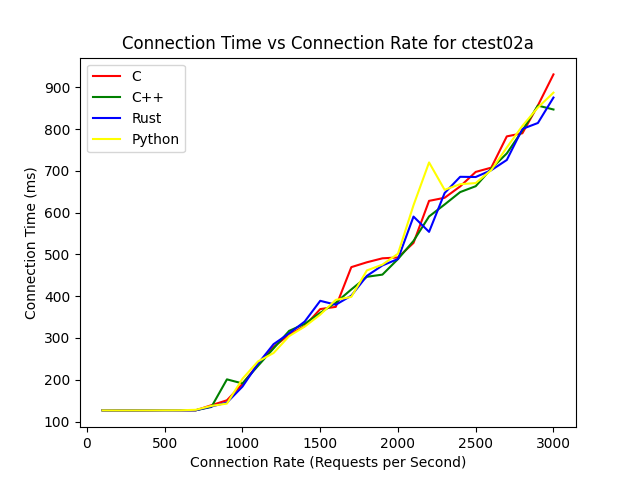 Connection Time vs Connection Rate for ctest02a
C
C++
Rust
Python
Connection Time (ms)
900
800
700
600
500
400
300
200
100
0
500
1000
1500
2000
2500
3000
Connection Rate (Requests per Second)